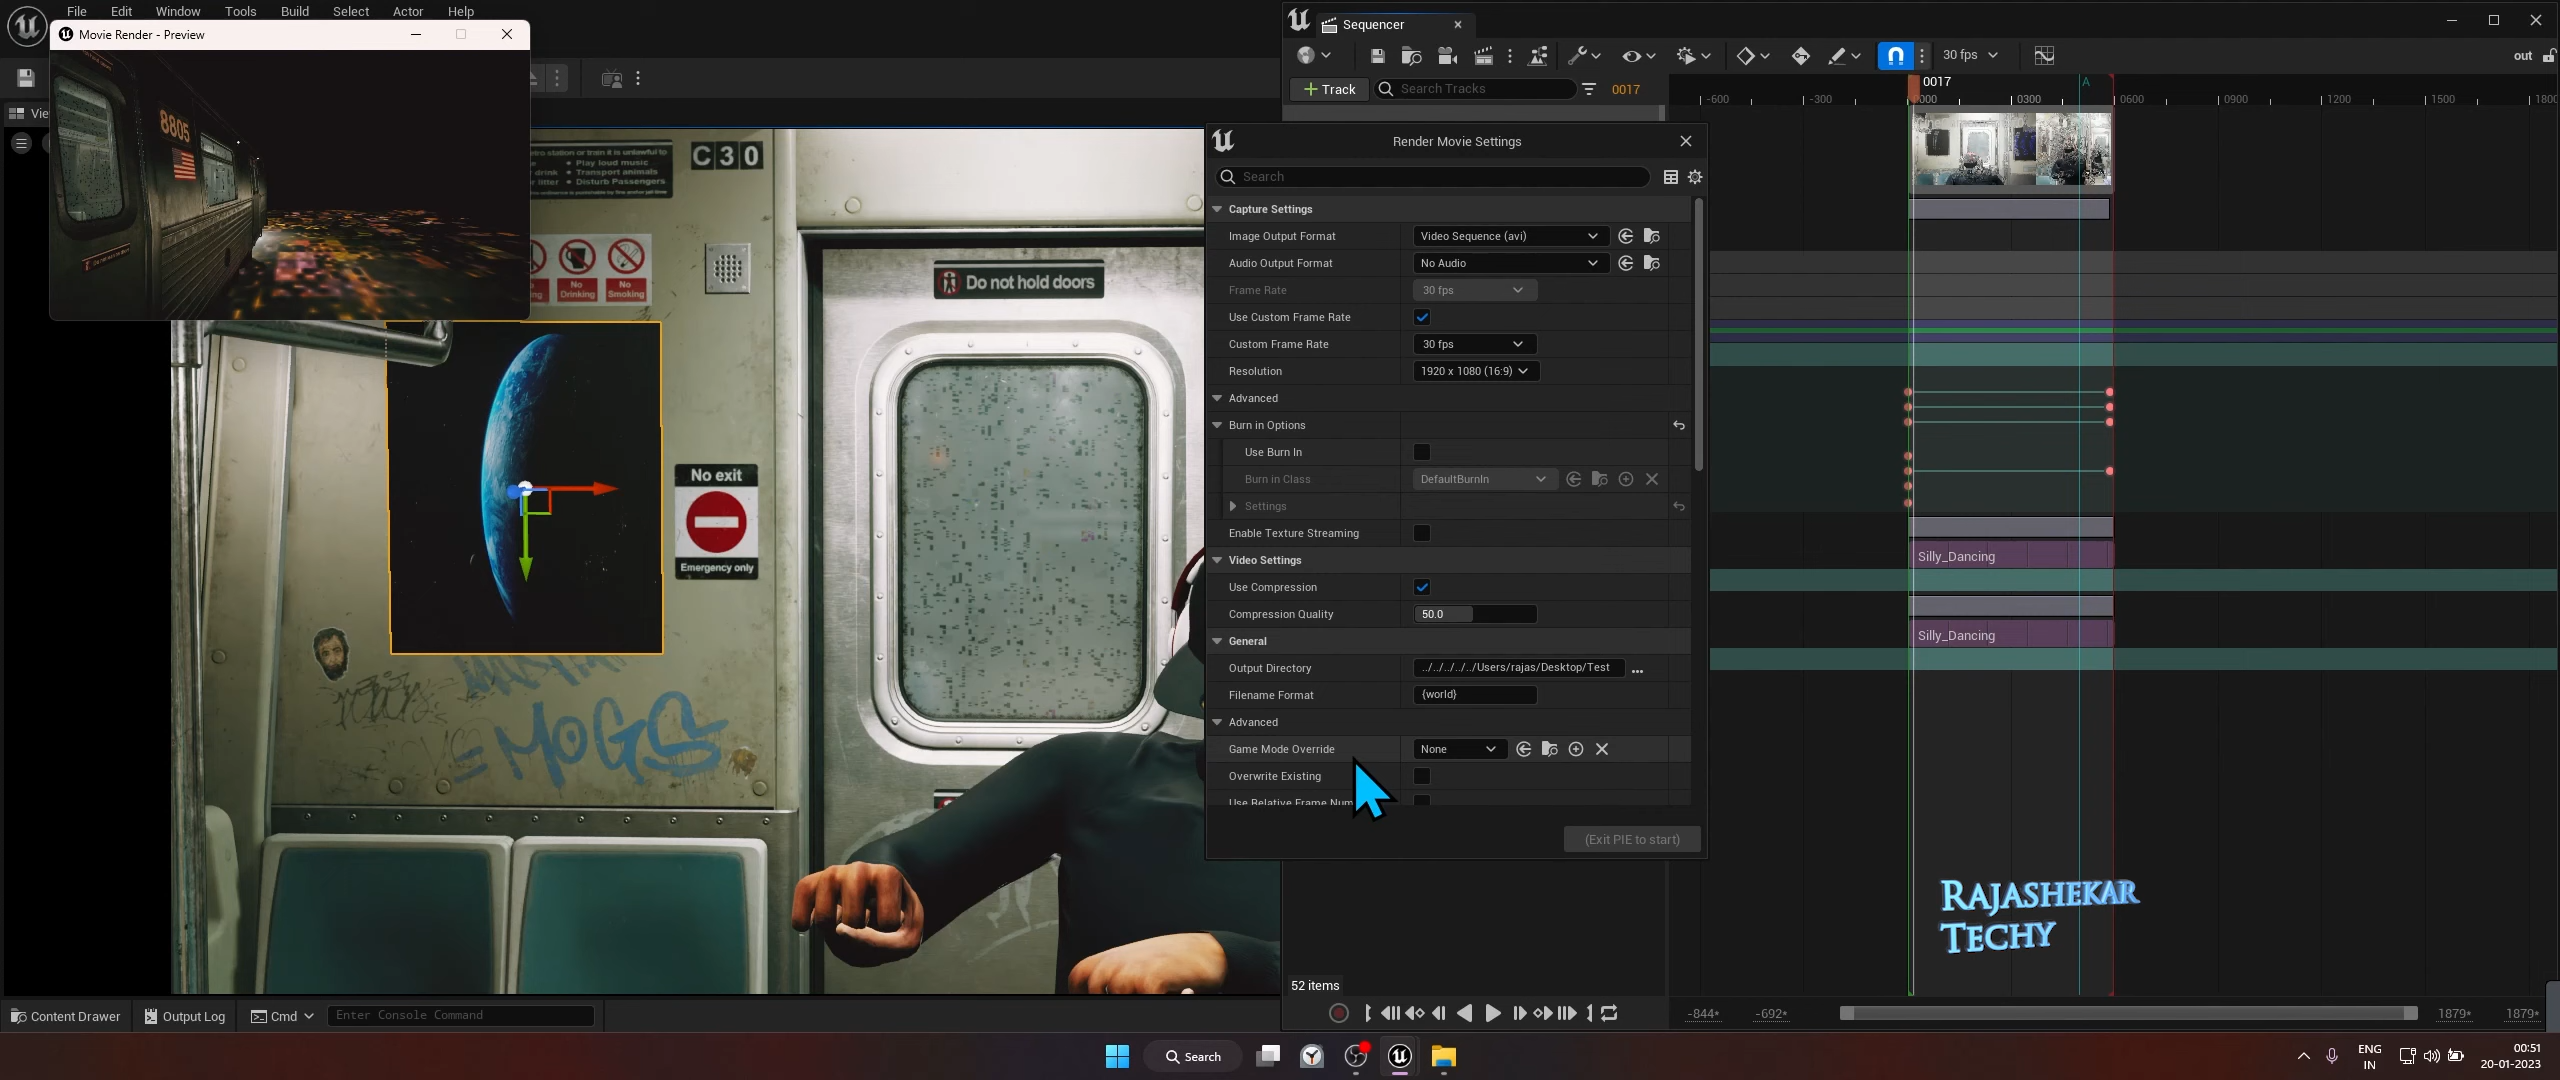 File Edit Window Tools Build Select Actor Help
Movie Render - Preview
Sequencer
30 fps
out
Track
Search Tracks
0017
0017
A
-600
-300
0000
0300
0600
0900
1200
1500
8805
C30
• Play loud music
• Transport animals
• Disturb Passengers
No Drinking
No Smoking
Do not hold doors
No exit
Emergency only
MOGS
Render Movie Settings
Search
Capture Settings
Image Output Format Video Sequence (avi)
Audio Output Format No Audio
Frame Rate 30 fps
Use Custom Frame Rate
Custom Frame Rate 30 fps
Resolution 1920 x 1080 (16:9)
Advanced
Burn in Options
Use Burn In
Burn in Class DefaultBurnIn
Settings
Enable Texture Streaming
Video Settings
Use Compression
Compression Quality 50.0
General
Output Directory ../../../../../Users/rajas/Desktop/Test ...
Filename Format {world}
Advanced
Game Mode Override None
Overwrite Existing
Use Relative Frame Num
(Exit PIE to start)
Silly_Dancing
Silly_Dancing
RAJASHEKAR
TECHY
52 items
-844*
-692*
1879*
1879*
Content Drawer
Output Log
Cmd
Enter Console Command
Search
ENG
IN
00:51
20-01-2023